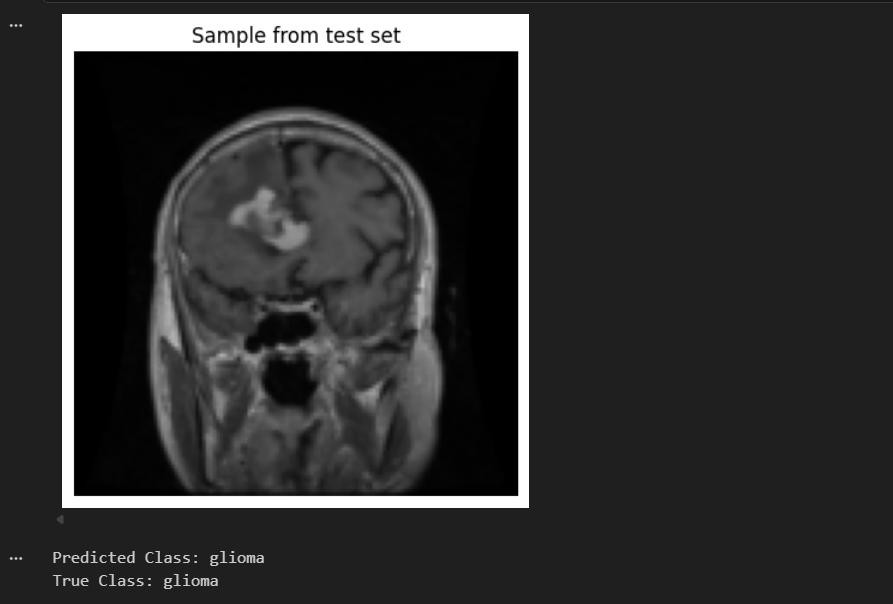 Sample from test set
Predicted Class: glioma
True Class: glioma